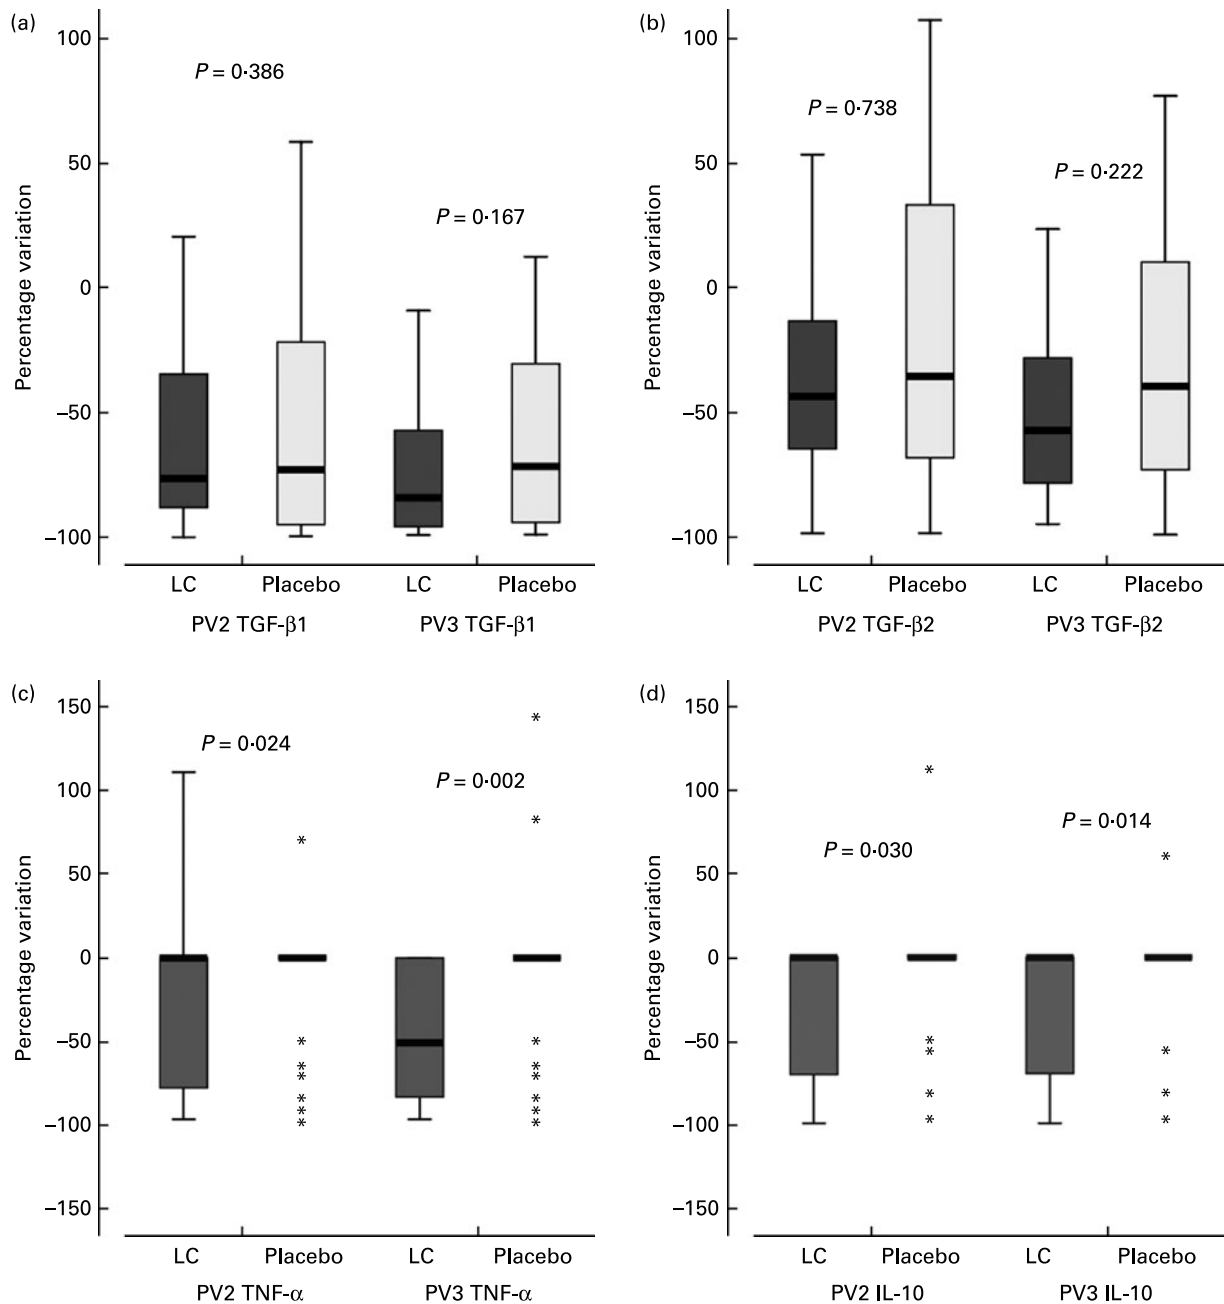 (a)
100
50
0
–50
–100
Percentage variation
P = 0·386
P = 0·167
LC Placebo LC Placebo
PV2 TGF-β1 PV3 TGF-β1
(b)
100
50
0
–50
–100
Percentage variation
P = 0·738
P = 0·222
LC Placebo LC Placebo
PV2 TGF-β2 PV3 TGF-β2
(c)
150
100
50
0
–50
–100
–150
Percentage variation
P = 0·024
P = 0·002
LC Placebo LC Placebo
PV2 TNF-α PV3 TNF-α
(d)
150
100
50
0
–50
–100
–150
Percentage variation
P = 0·030
P = 0·014
LC Placebo LC Placebo
PV2 IL-10 PV3 IL-10